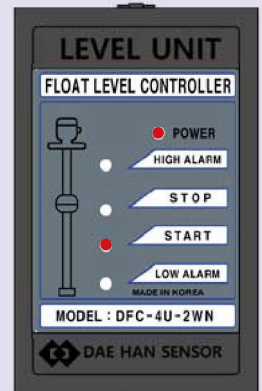 LEVEL UNIT
FLOAT LEVEL CONTROLLER
POWER
HIGH ALARM
STOP
START
LOW ALARM
MADE IN KOREA
MODEL : DFC-4U-2WN
DAE HAN SENSOR